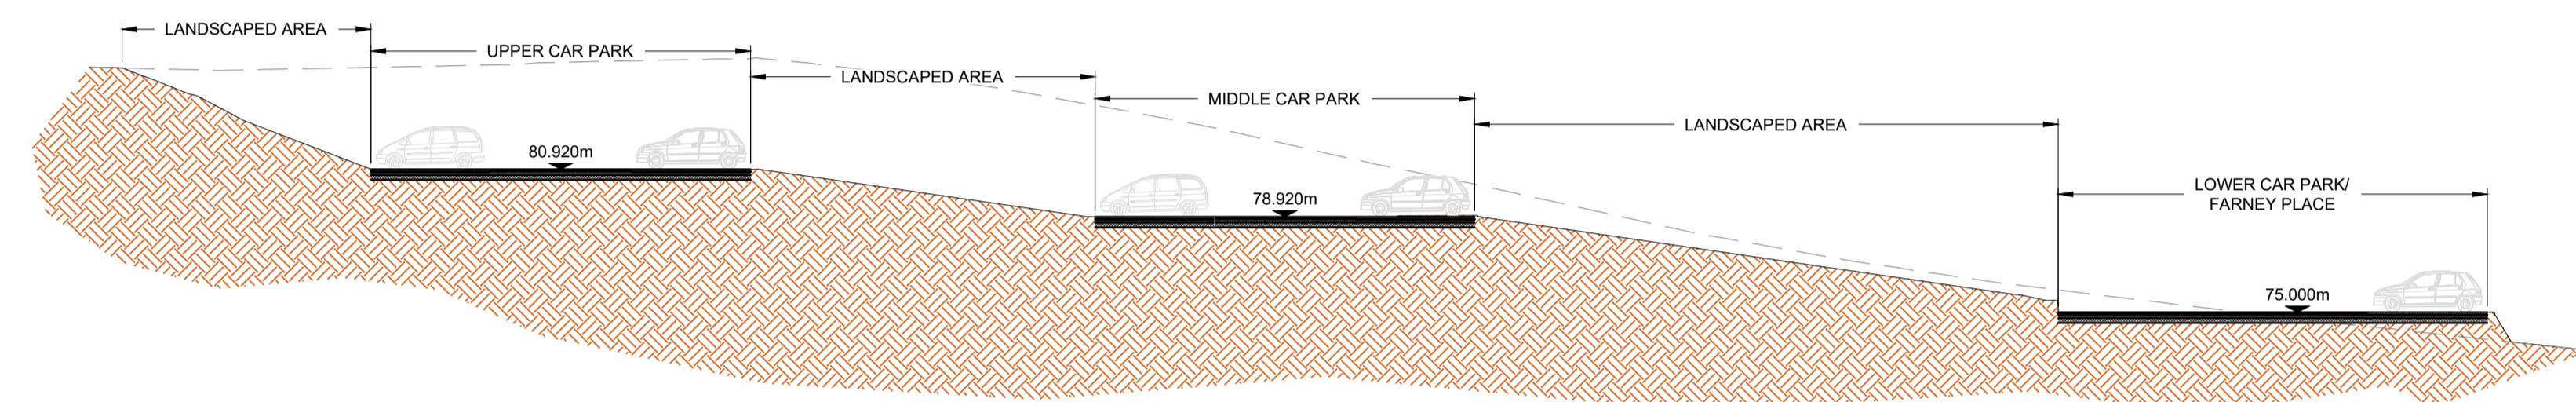 LANDSCAPED AREA
UPPER CAR PARK
LANDSCAPED AREA
MIDDLE CAR PARK
LANDSCAPED AREA
LOWER CAR PARK/
FARNEY PLACE
80.920m
78.920m
75.000m